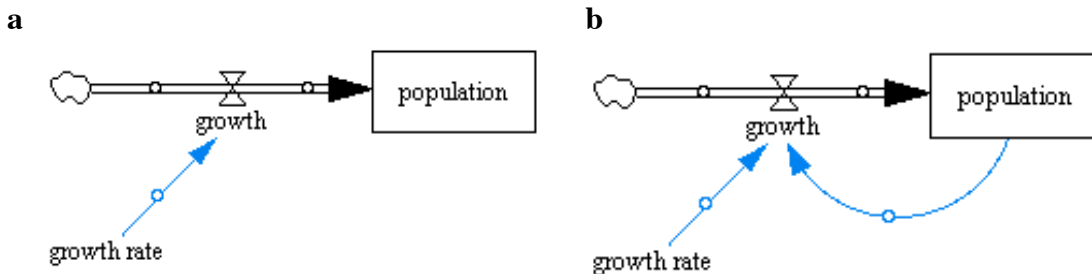 a
population
growth
growth rate
b
population
growth
growth rate